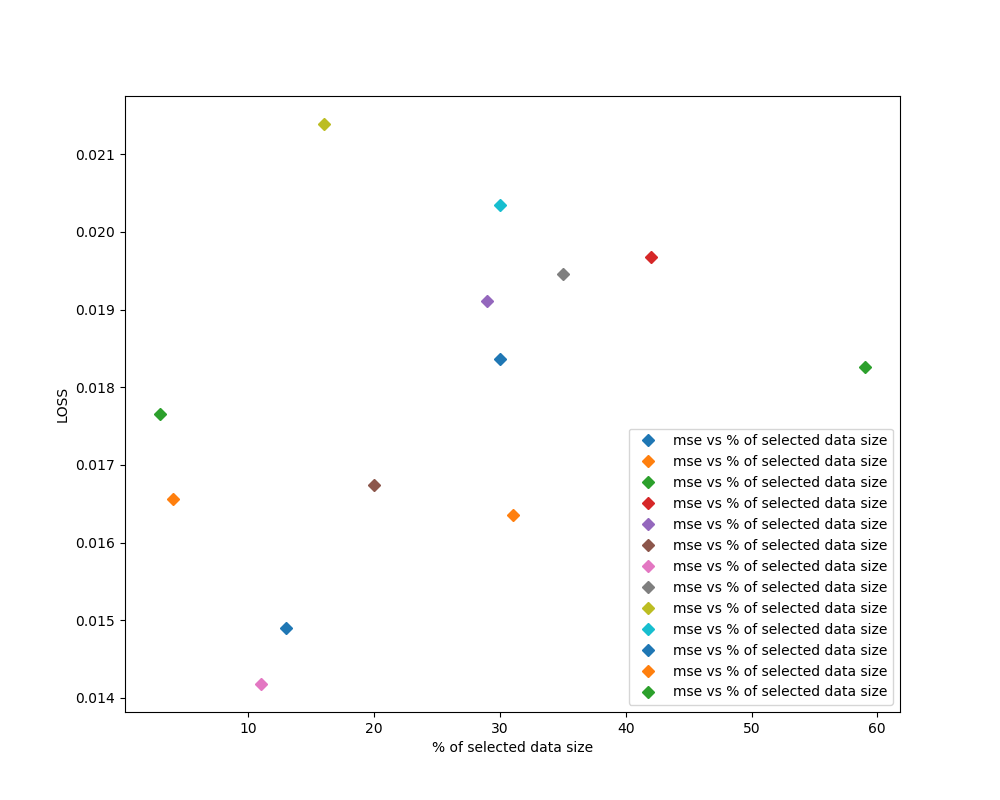 0.021
0.020
0.019
0.018
0.017
0.016
0.015
0.014
LOSS
10 20 30 40 50 60
% of selected data size
mse vs % of selected data size
mse vs % of selected data size
mse vs % of selected data size
mse vs % of selected data size
mse vs % of selected data size
mse vs % of selected data size
mse vs % of selected data size
mse vs % of selected data size
mse vs % of selected data size
mse vs % of selected data size
mse vs % of selected data size
mse vs % of selected data size
mse vs % of selected data size